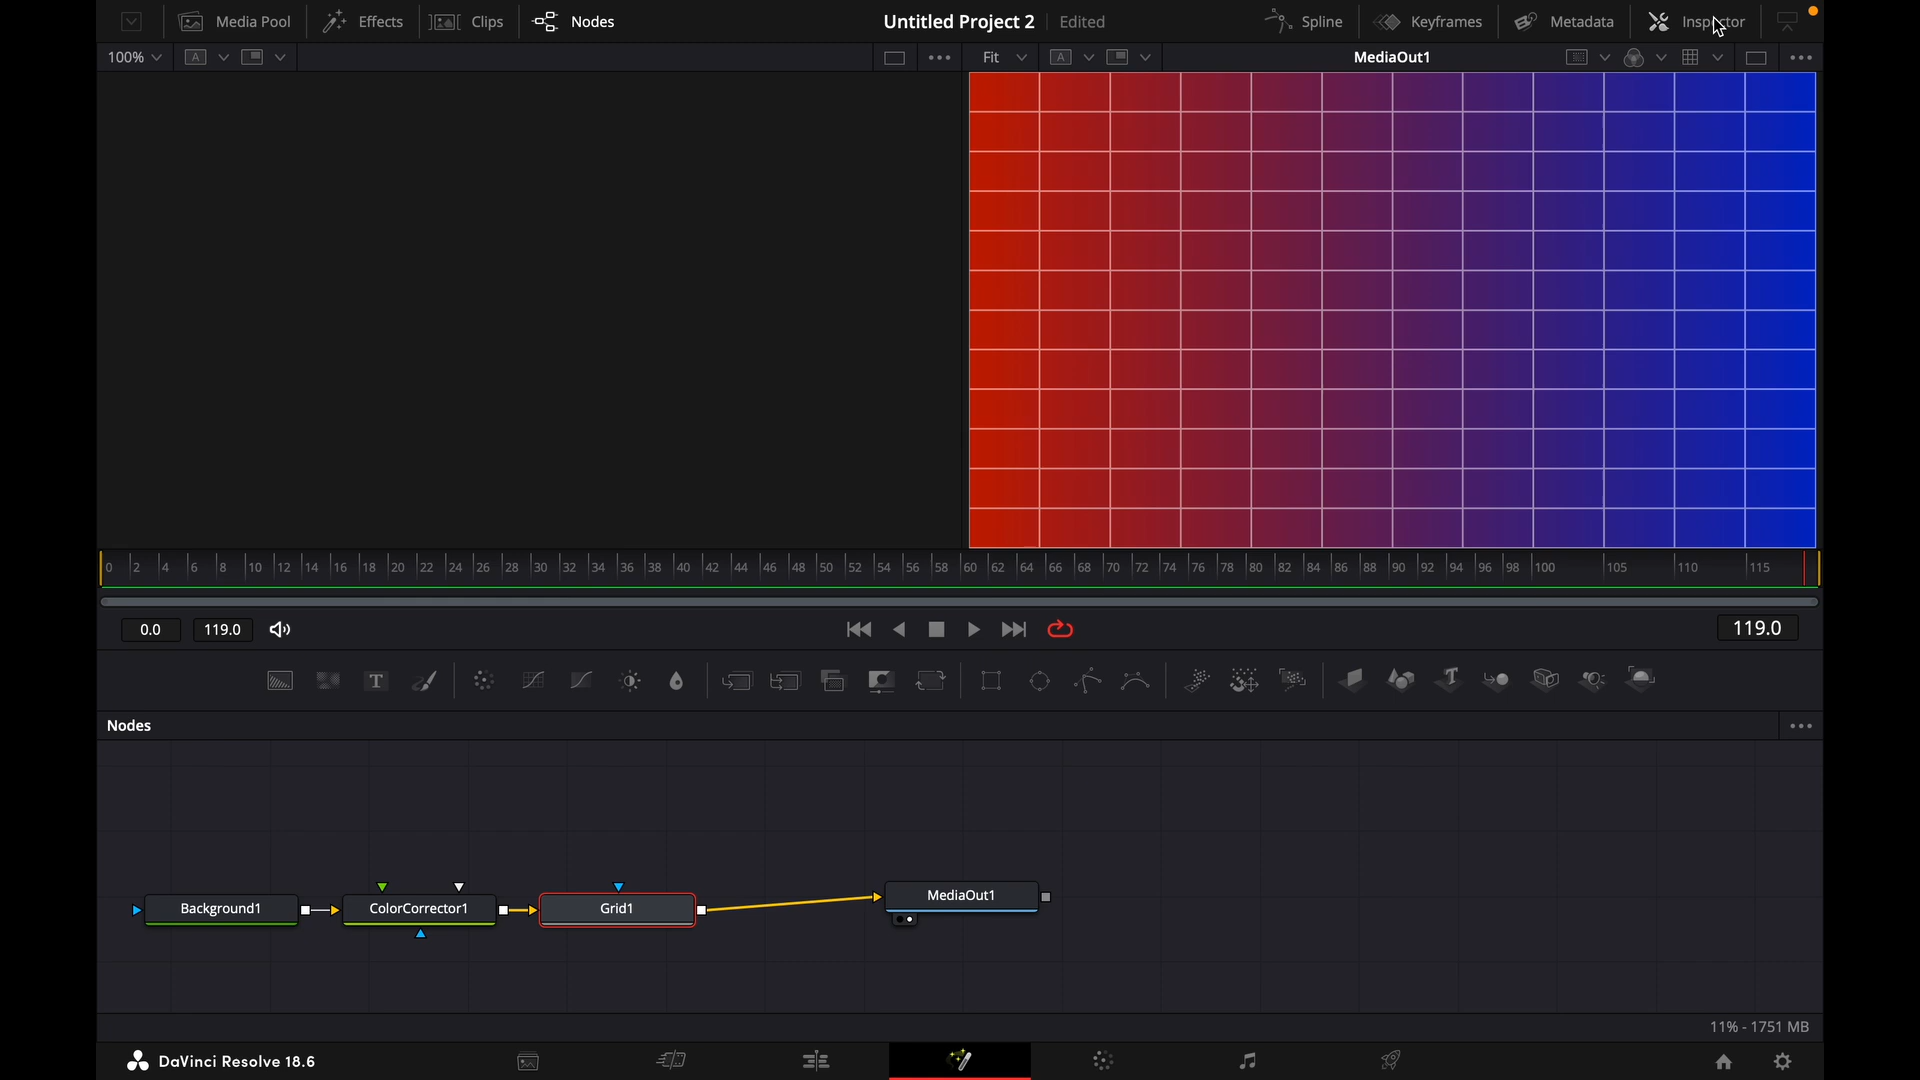 Media Pool Effects Clips Nodes Untitled Project 2 Edited Spline Keyframes Metadata Inspector
100% A Fit A MediaOut1
0 2 4 6 8 10 12 14 16 18 20 22 24 26 28 30 32 34 36 38 40 42 44 46 48 50 52 54 56 58 60 62 64 66 68 70 72 74 76 78 80 82 84 86 88 90 92 94 96 98 100 105 110 115
0.0 119.0 119.0
T T
Nodes
Background1 ColorCorrector1 Grid1 MediaOut1
11% - 1751 MB
DaVinci Resolve 18.6